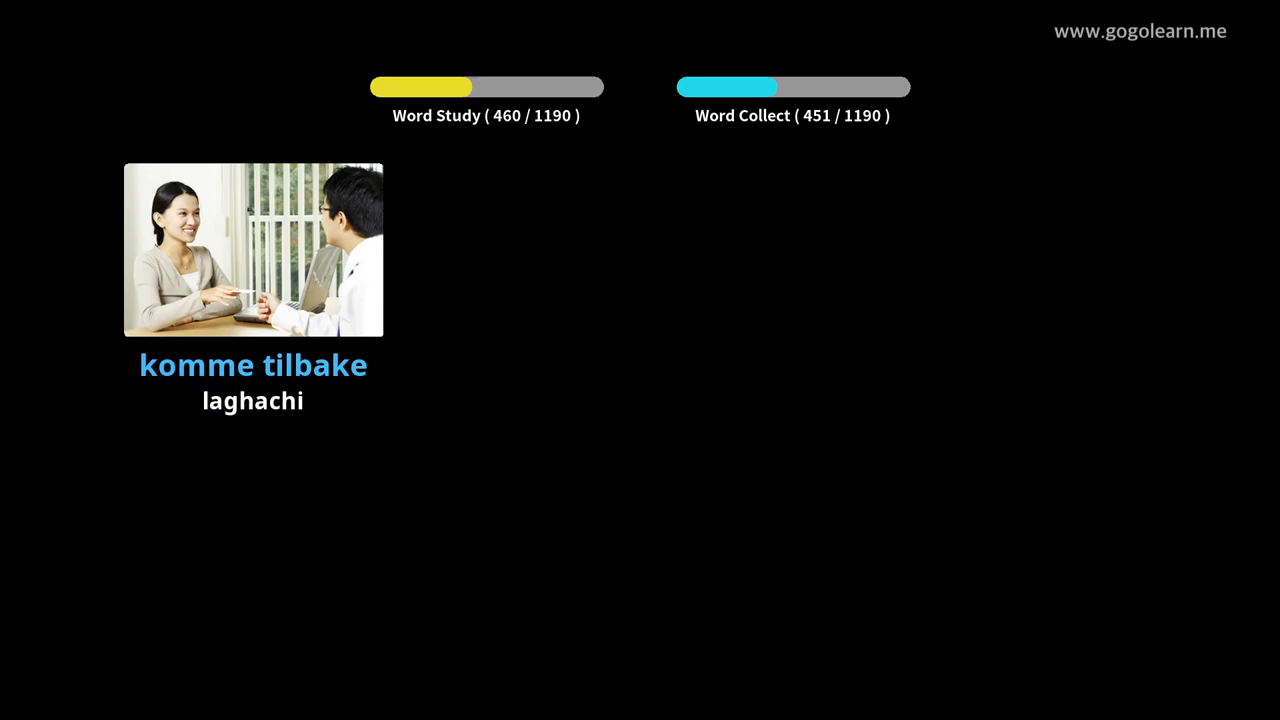 www.gogolearn.me
Word Study ( 460 / 1190 )
Word Collect ( 451 / 1190 )
komme tilbake
laghachi